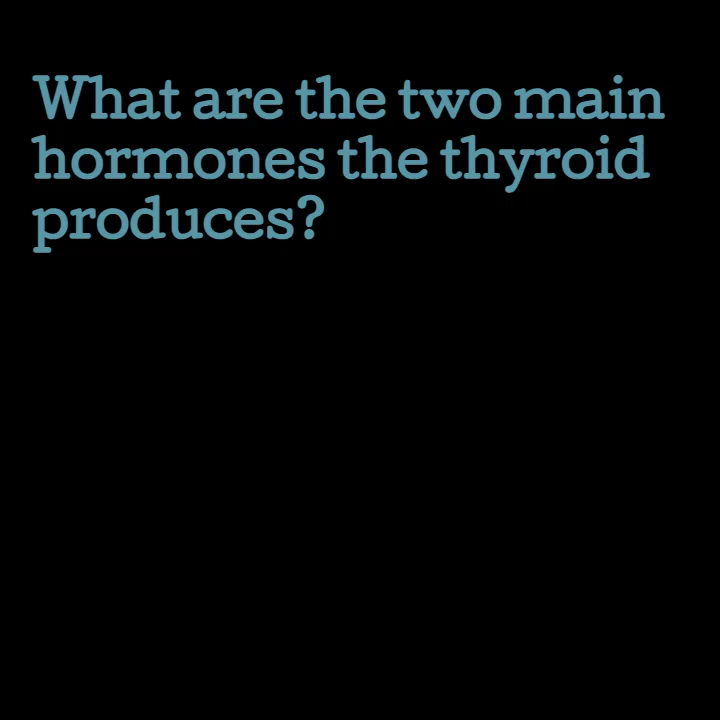 What are the two main
hormones the thyroid
produces?